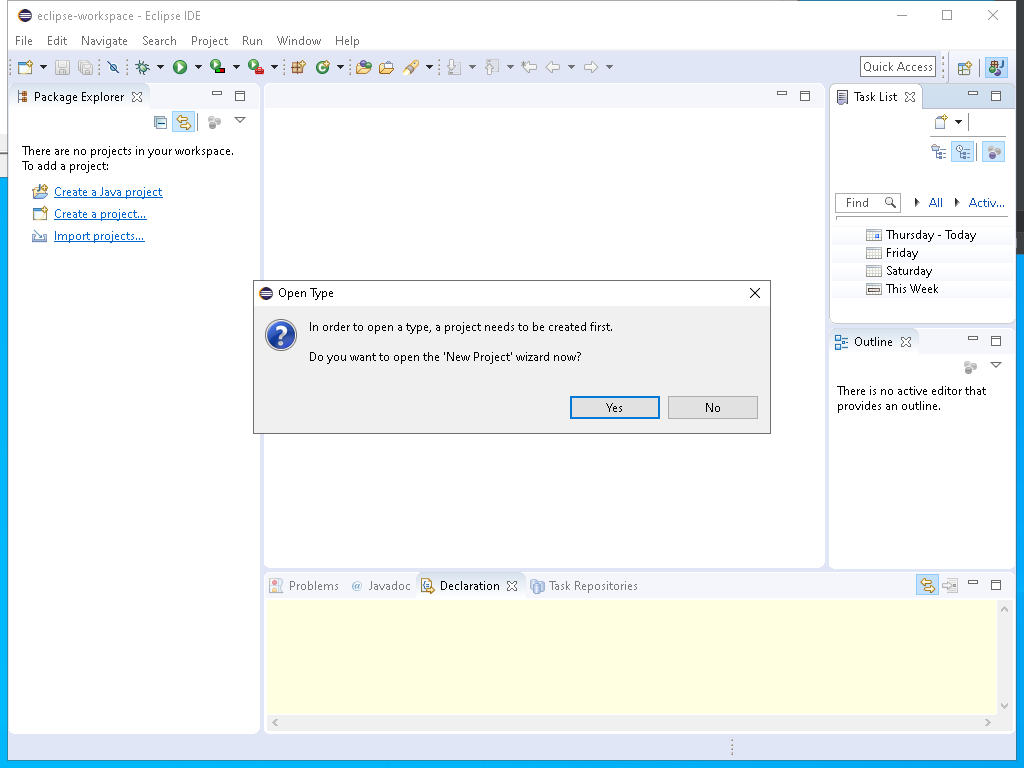 eclipse-workspace - Eclipse IDE
File Edit Navigate Search Project Run Window Help
Quick Access
Package Explorer
There are no projects in your workspace.
To add a project:
Create a Java project
Create a project...
Import projects...
Task List
Find All Activ...
Thursday - Today
Friday
Saturday
This Week
Open Type
In order to open a type, a project needs to be created first.
Do you want to open the 'New Project' wizard now?
Yes No
Outline
There is no active editor that
provides an outline.
Problems @ Javadoc Declaration Task Repositories